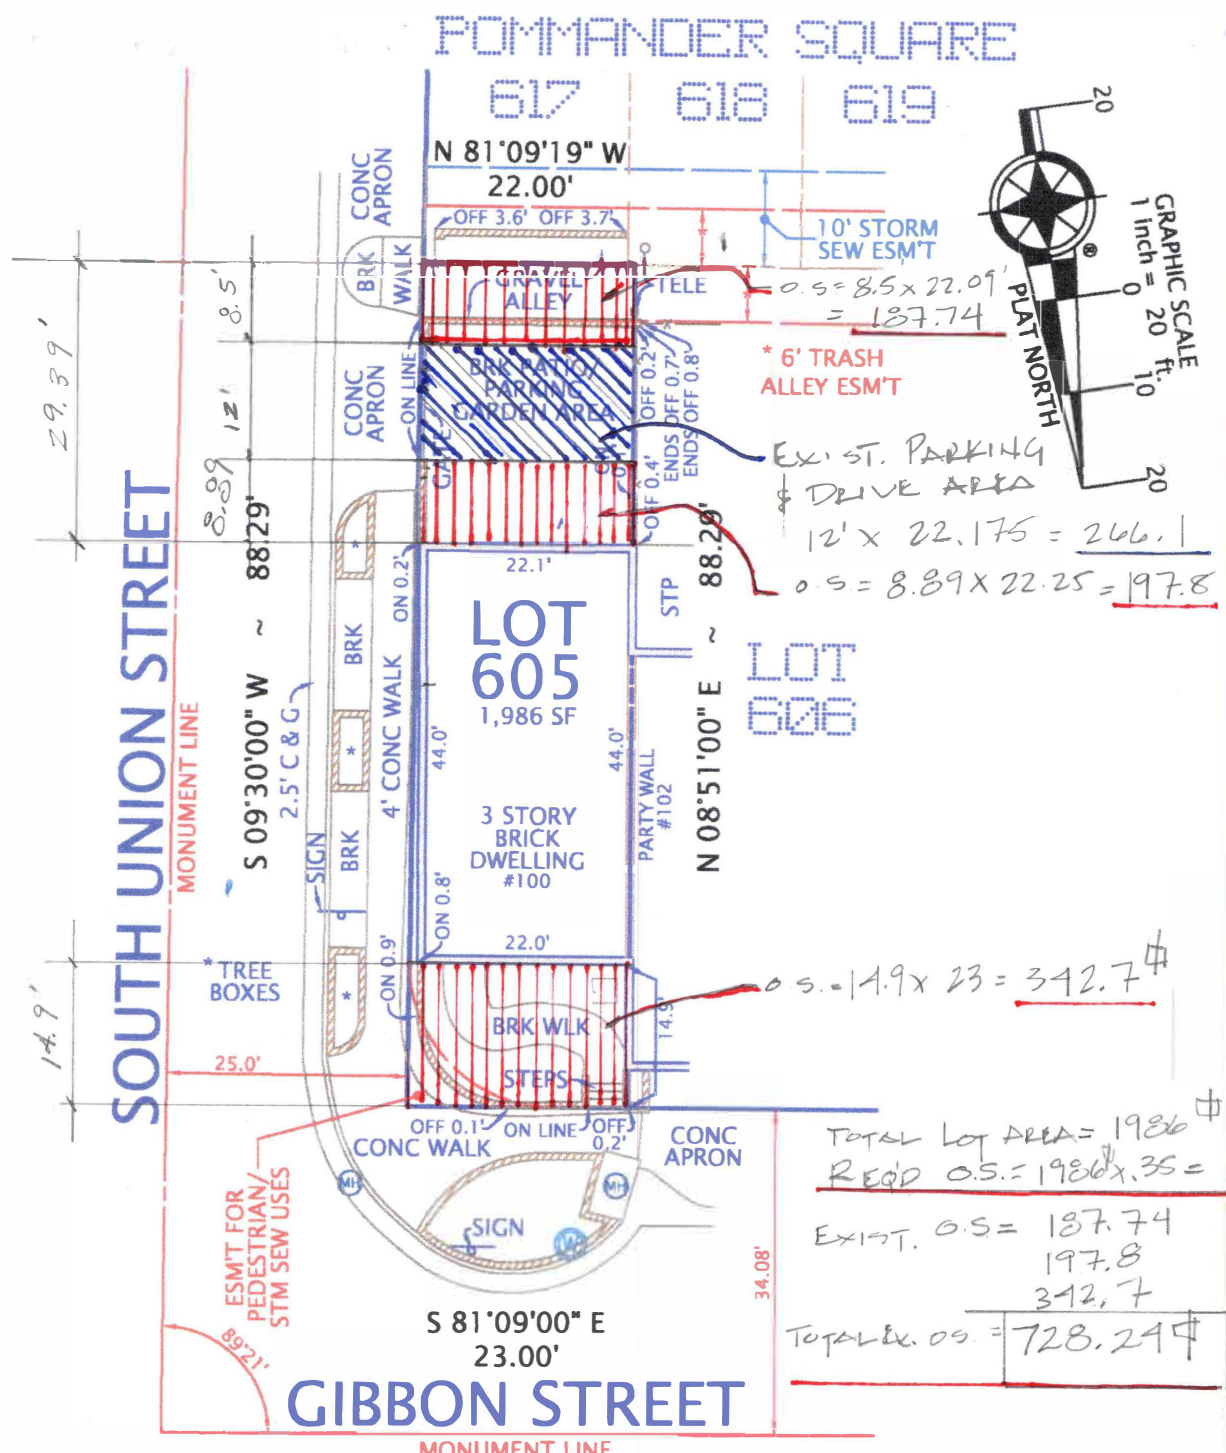 POMMANDER SQUARE
617 618 619
N 81°09'19" W
22.00'
CONC
APRON
OFF 3.6' OFF 3.7'
10' STORM
SEW ESM'T
BRK
WALK
GRAVEL
ALLEY
TELE
O.S = 8.5 x 22.09'
= 187.74
* 6' TRASH
ALLEY ESM'T
20
GRAPHIC SCALE
1 inch = 20 ft.
0
10
20
PLAT NORTH
®
8.5'
29.39'
12'
8.89
CONC
APRON
ON LINE
GATE
BRK PATIO/
PARKING
GARDEN AREA
OFF 0.2'
ENDS OFF 0.7'
ENDS OFF 0.8'
OFF 0.4'
EXIST. PARKING
& DRIVE AREA
12' x 22.175 = 266.1
O.S. = 8.89 x 22.25 = 197.8
SOUTH UNION STREET
MONUMENT LINE
S 09°30'00" W ~ 88.29'
2.5' C & G
SIGN
BRK
BRK
*
*
*
4' CONC WALK
ON 0.2'
22.1'
LOT
605
1,986 SF
44.0'
44.0'
3 STORY
BRICK
DWELLING
#100
ON 0.8'
22.0'
STP
PARTY WALL
#102
N 08°51'00" E ~ 88.29'
LOT
606
* TREE
BOXES
ON 0.9'
14.9'
25.0'
BRK WLK
STEPS
14.9'
O.S. = 14.9 x 23 = 342.7
OFF 0.1' ON LINE OFF
0.2'
CONC WALK
CONC
APRON
MH
MH
W
SIGN
ESM'T FOR
PEDESTRIAN/
STM SEW USES
89°21'
34.08'
TOTAL LOT AREA = 1986
REQ'D O.S. = 1986 x .35 =
EXIST. O.S = 187.74
197.8
342.7
TOTAL EX. OS. = 728.24
S 81°09'00" E
23.00'
GIBBON STREET
MONUMENT LINE